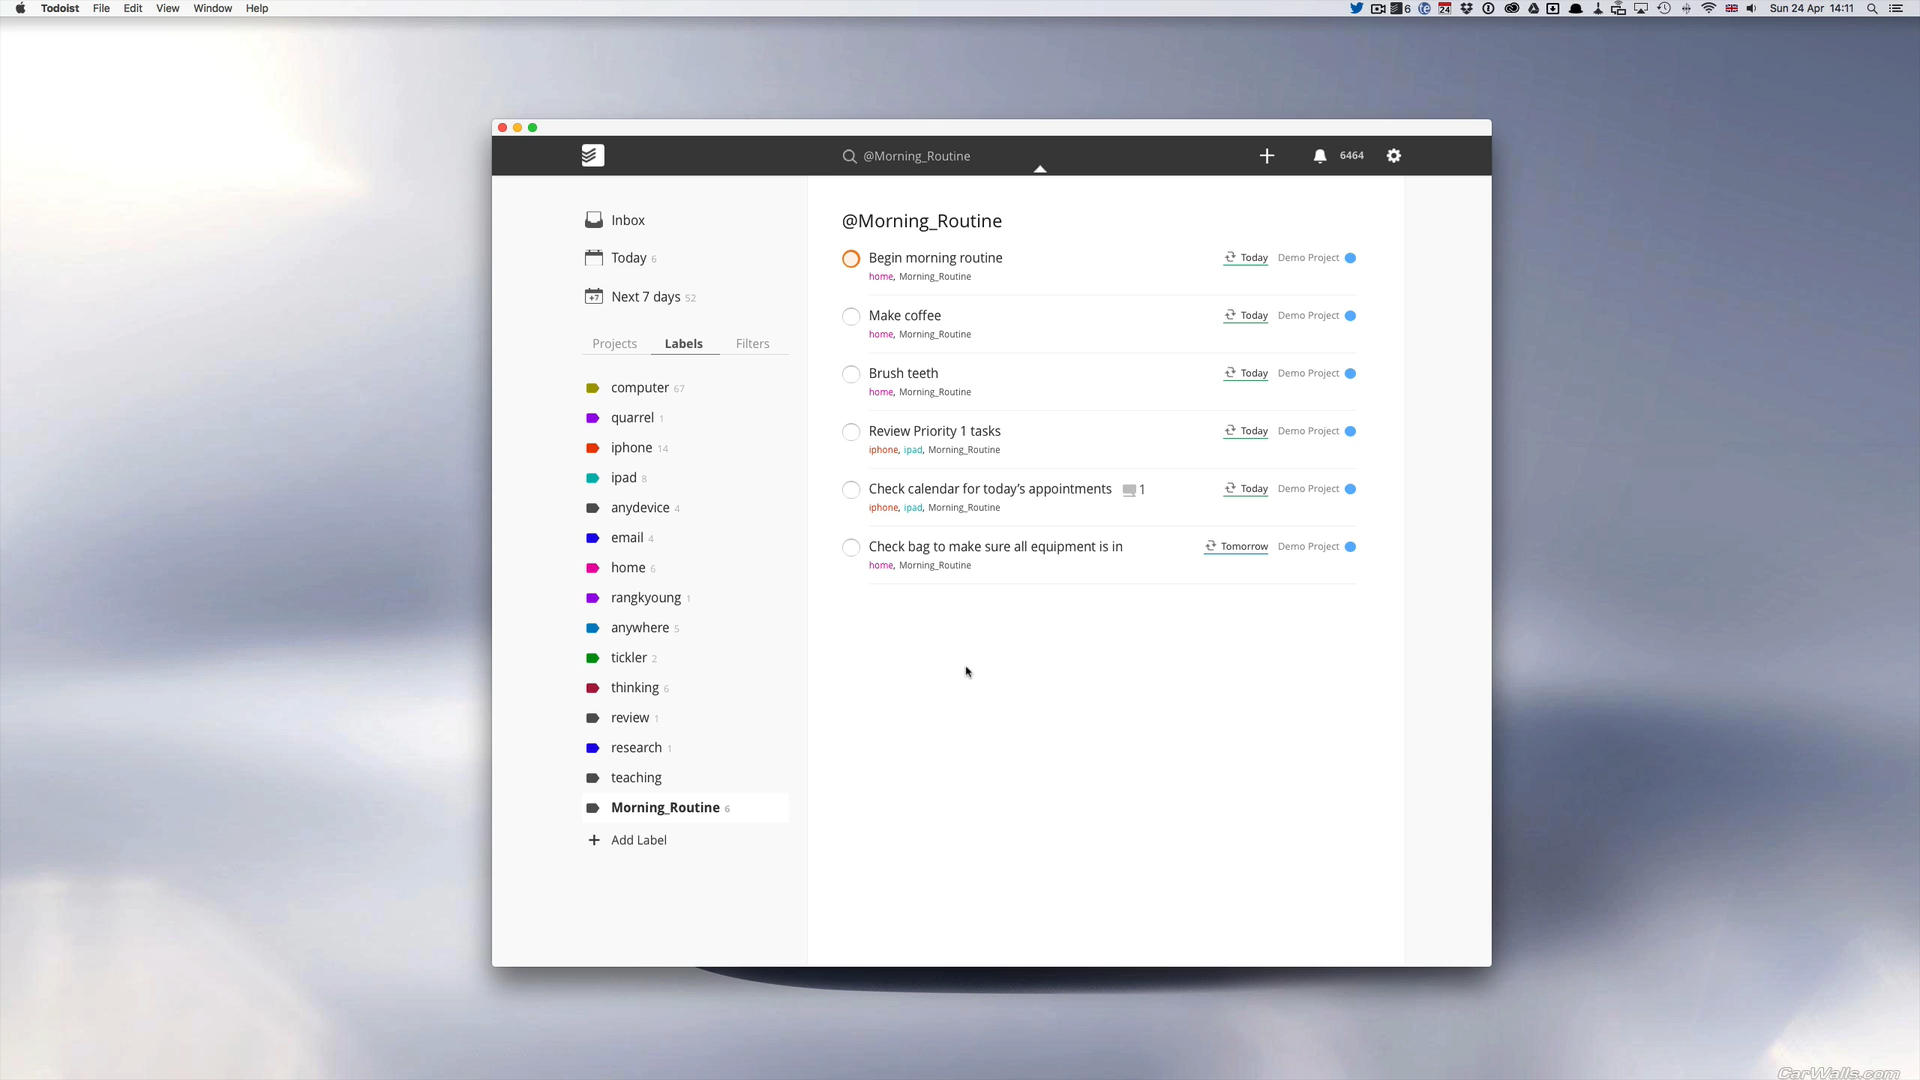 Todoist File Edit View Window Help 6 24 Sun 24 Apr 14:11
@Morning_Routine 6464
Inbox
Today 6
Next 7 days 52
+7
Projects Labels Filters
computer 67
quarrel 1
iphone 14
ipad 8
anydevice 4
email 4
home 6
rangkyoung 1
anywhere 5
tickler 2
thinking 6
review 1
research 1
teaching
Morning_Routine 6
+ Add Label
@Morning_Routine
Begin morning routine Today Demo Project
home, Morning_Routine
Make coffee Today Demo Project
home, Morning_Routine
Brush teeth Today Demo Project
home, Morning_Routine
Review Priority 1 tasks Today Demo Project
iphone, ipad, Morning_Routine
Check calendar for today's appointments 1 Today Demo Project
iphone, ipad, Morning_Routine
Check bag to make sure all equipment is in Tomorrow Demo Project
home, Morning_Routine
CarWalls.com